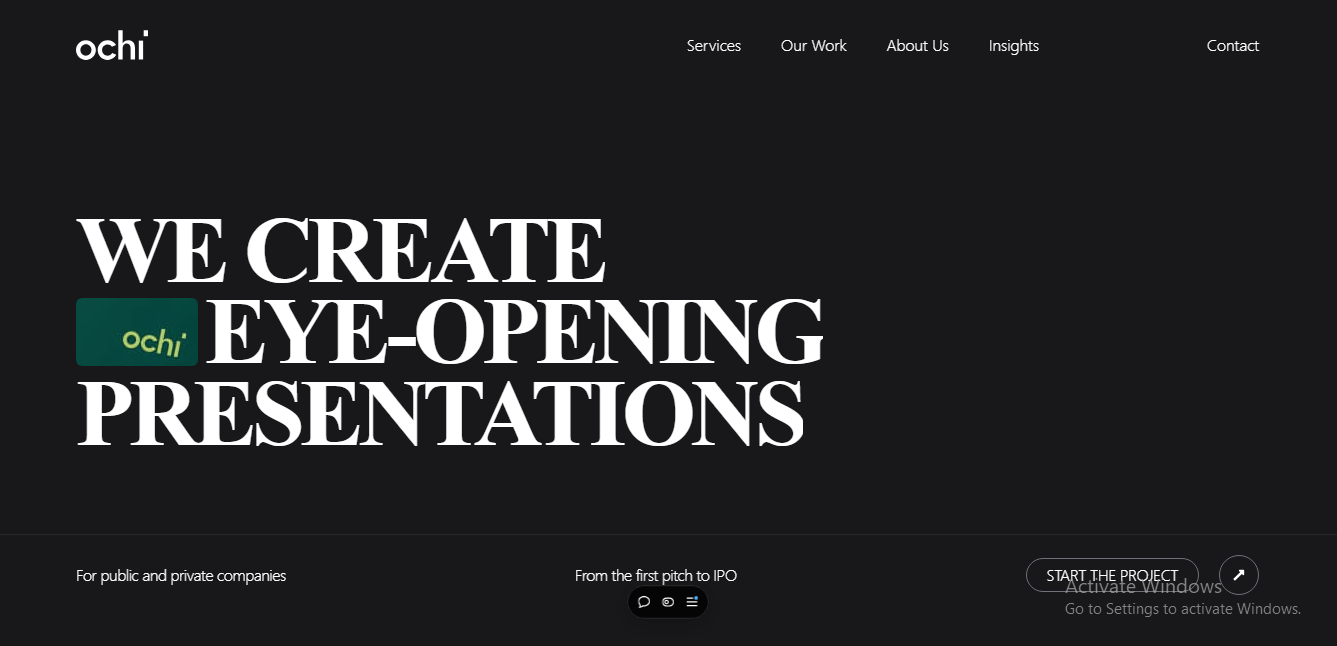 ochi
Services Our Work About Us Insights Contact
WE CREATE
ochi EYE-OPENING
PRESENTATIONS
For public and private companies From the first pitch to IPO START THE PROJECT
Activate Windows
Go to Settings to activate Windows.